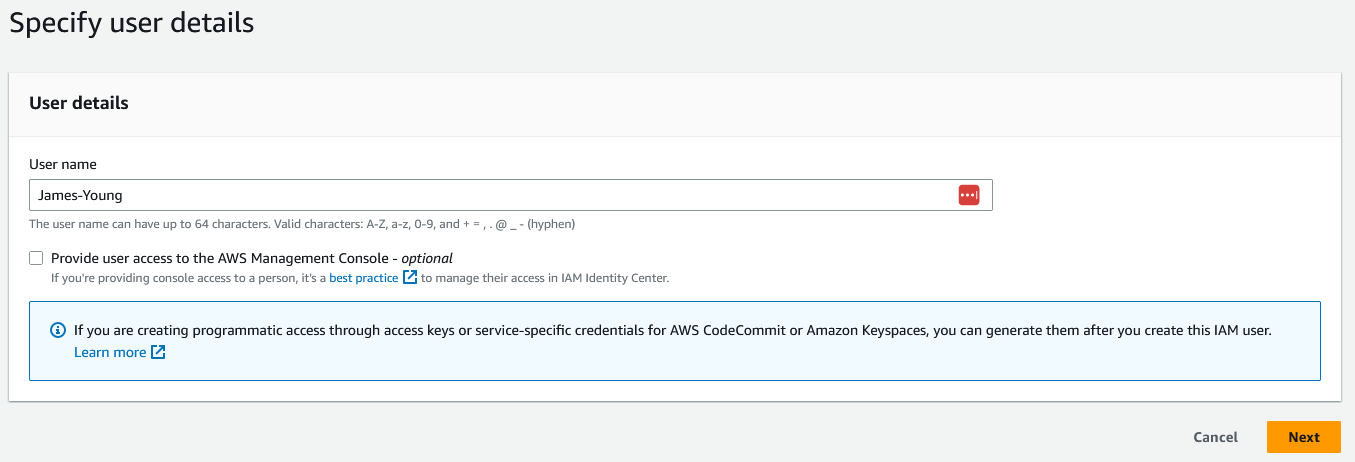 Specify user details
User details
User name
James-Young
The user name can have up to 64 characters. Valid characters: A-Z, a-z, 0-9, and + = , . @ _ - (hyphen)
Provide user access to the AWS Management Console - optional
If you're providing console access to a person, it's a best practice to manage their access in IAM Identity Center.
If you are creating programmatic access through access keys or service-specific credentials for AWS CodeCommit or Amazon Keyspaces, you can generate them after you create this IAM user.
Learn more
Cancel
Next